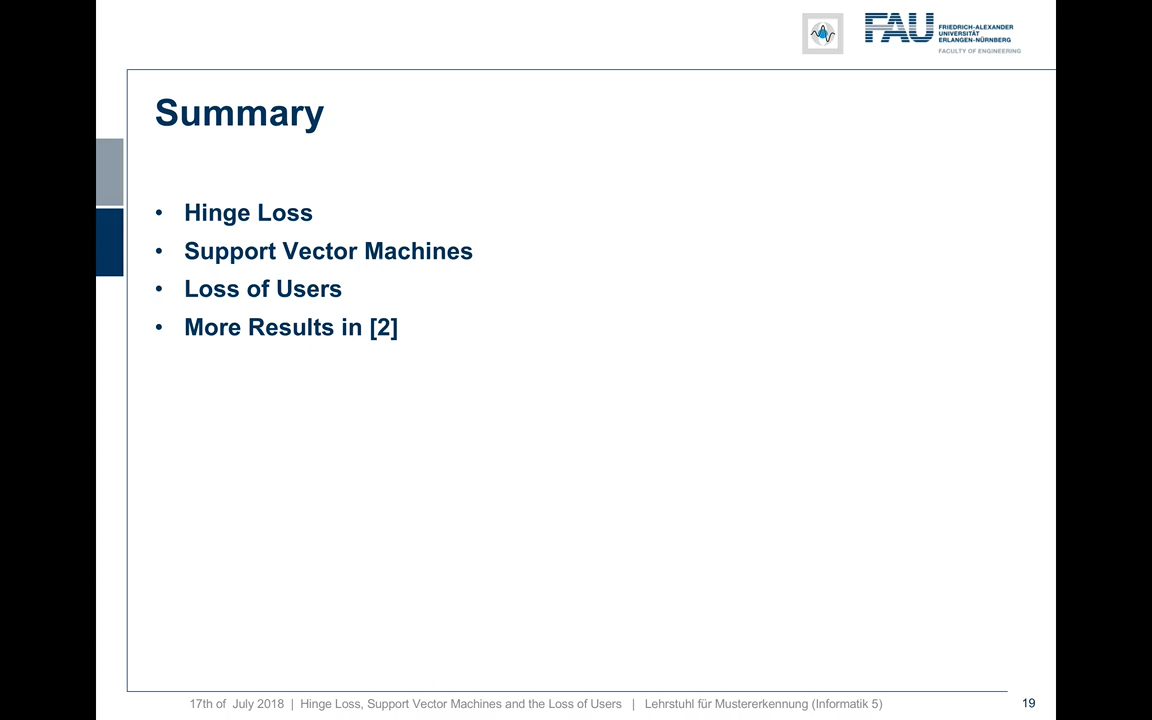 FAU
FRIEDRICH-ALEXANDER
UNIVERSITÄT
ERLANGEN-NÜRNBERG
FACULTY OF ENGINEERING
Summary
• Hinge Loss
• Support Vector Machines
• Loss of Users
• More Results in [2]
17th of July 2018 | Hinge Loss, Support Vector Machines and the Loss of Users | Lehrstuhl für Mustererkennung (Informatik 5) 19